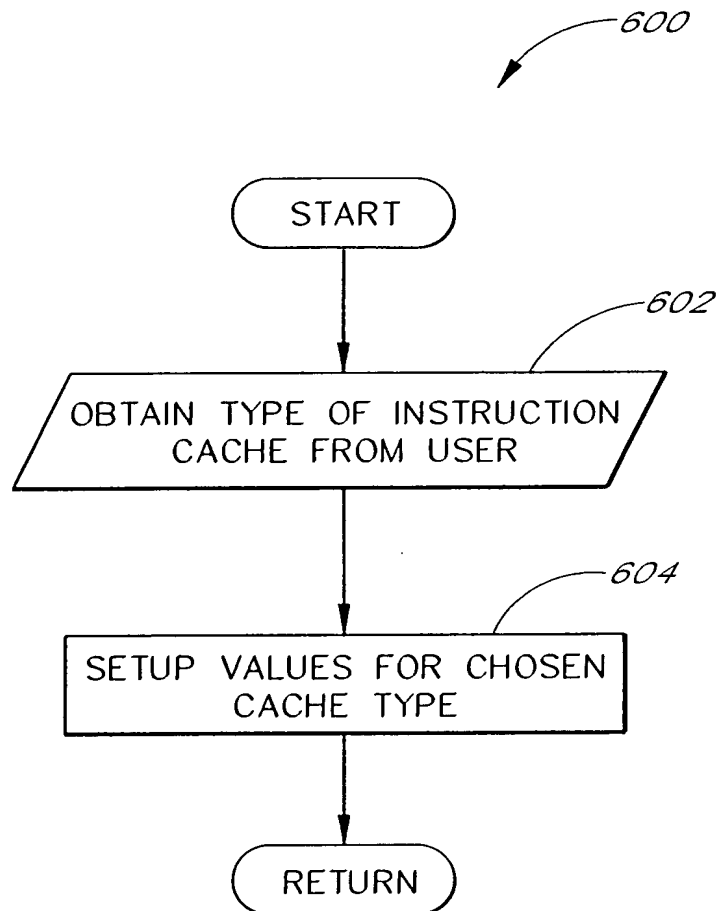 600
START
602
OBTAIN TYPE OF INSTRUCTION
CACHE FROM USER
604
SETUP VALUES FOR CHOSEN
CACHE TYPE
RETURN